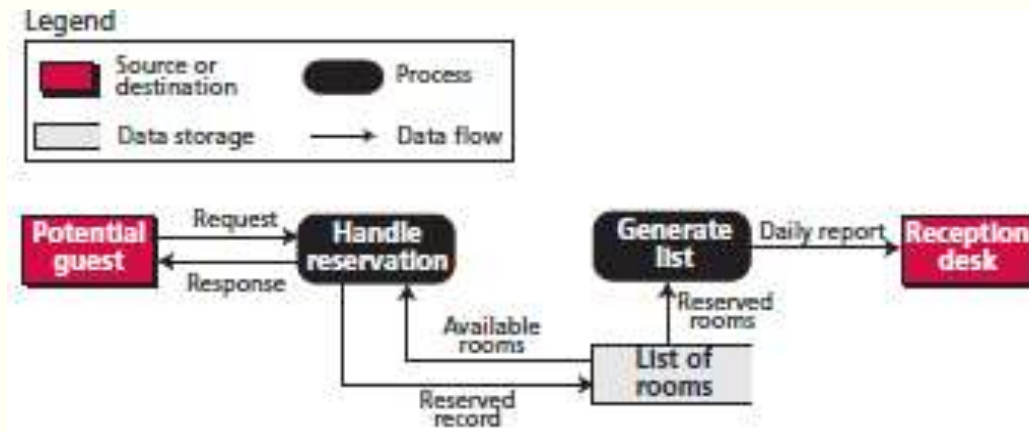 Legend
Source or
destination
Process
Data storage
Data flow
Potential
guest
Request
Response
Handle
reservation
Generate
list
Daily report
Reception
desk
Available
rooms
Reserved
rooms
List of
rooms
Reserved
record